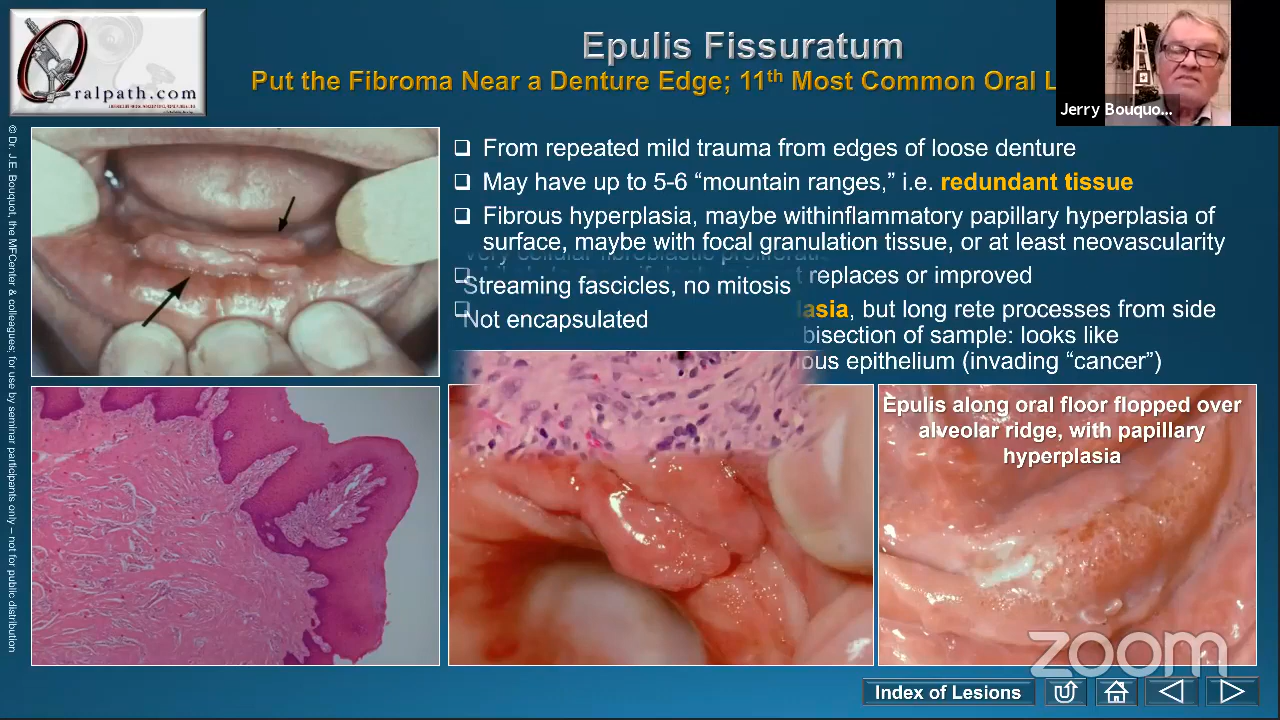 Oralpath.com
Epulis Fissuratum
Put the Fibroma Near a Denture Edge; 11th Most Common Oral L
Jerry Bouquo...
© Dr. J.E. Bouquot, the MFCenter & colleagues; for use by seminar participants only – not for public distribution
❑ From repeated mild trauma from edges of loose denture
❑ May have up to 5-6 “mountain ranges,” i.e. redundant tissue
❑ Fibrous hyperplasia, maybe withinflammatory papillary hyperplasia of
surface, maybe with focal granulation tissue, or at least neovascularity
very cellular fibroblastic
t replaces or improved
Streaming fascicles, no mitosis
lasia, but long rete processes from side
Not encapsulated
bisection of sample: looks like
ous epithelium (invading “cancer”)
Epulis along oral floor flopped over
alveolar ridge, with papillary
hyperplasia
zoom
Index of Lesions